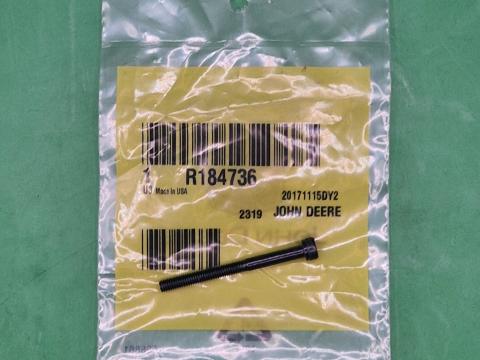 1 R184736
US Made in USA
20171115DY2
2319 JOHN DEERE